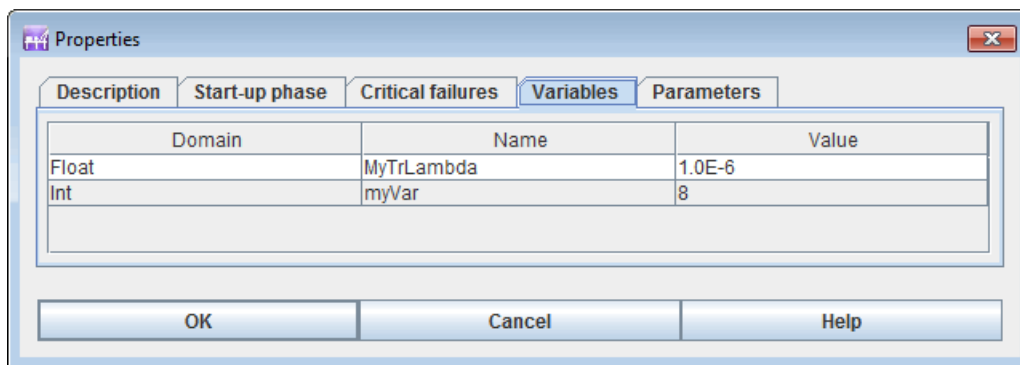 Properties
Description Start-up phase Critical failures Variables Parameters
Domain Name Value
Float MyTrLambda 1.0E-6
Int myVar 8
OK Cancel Help